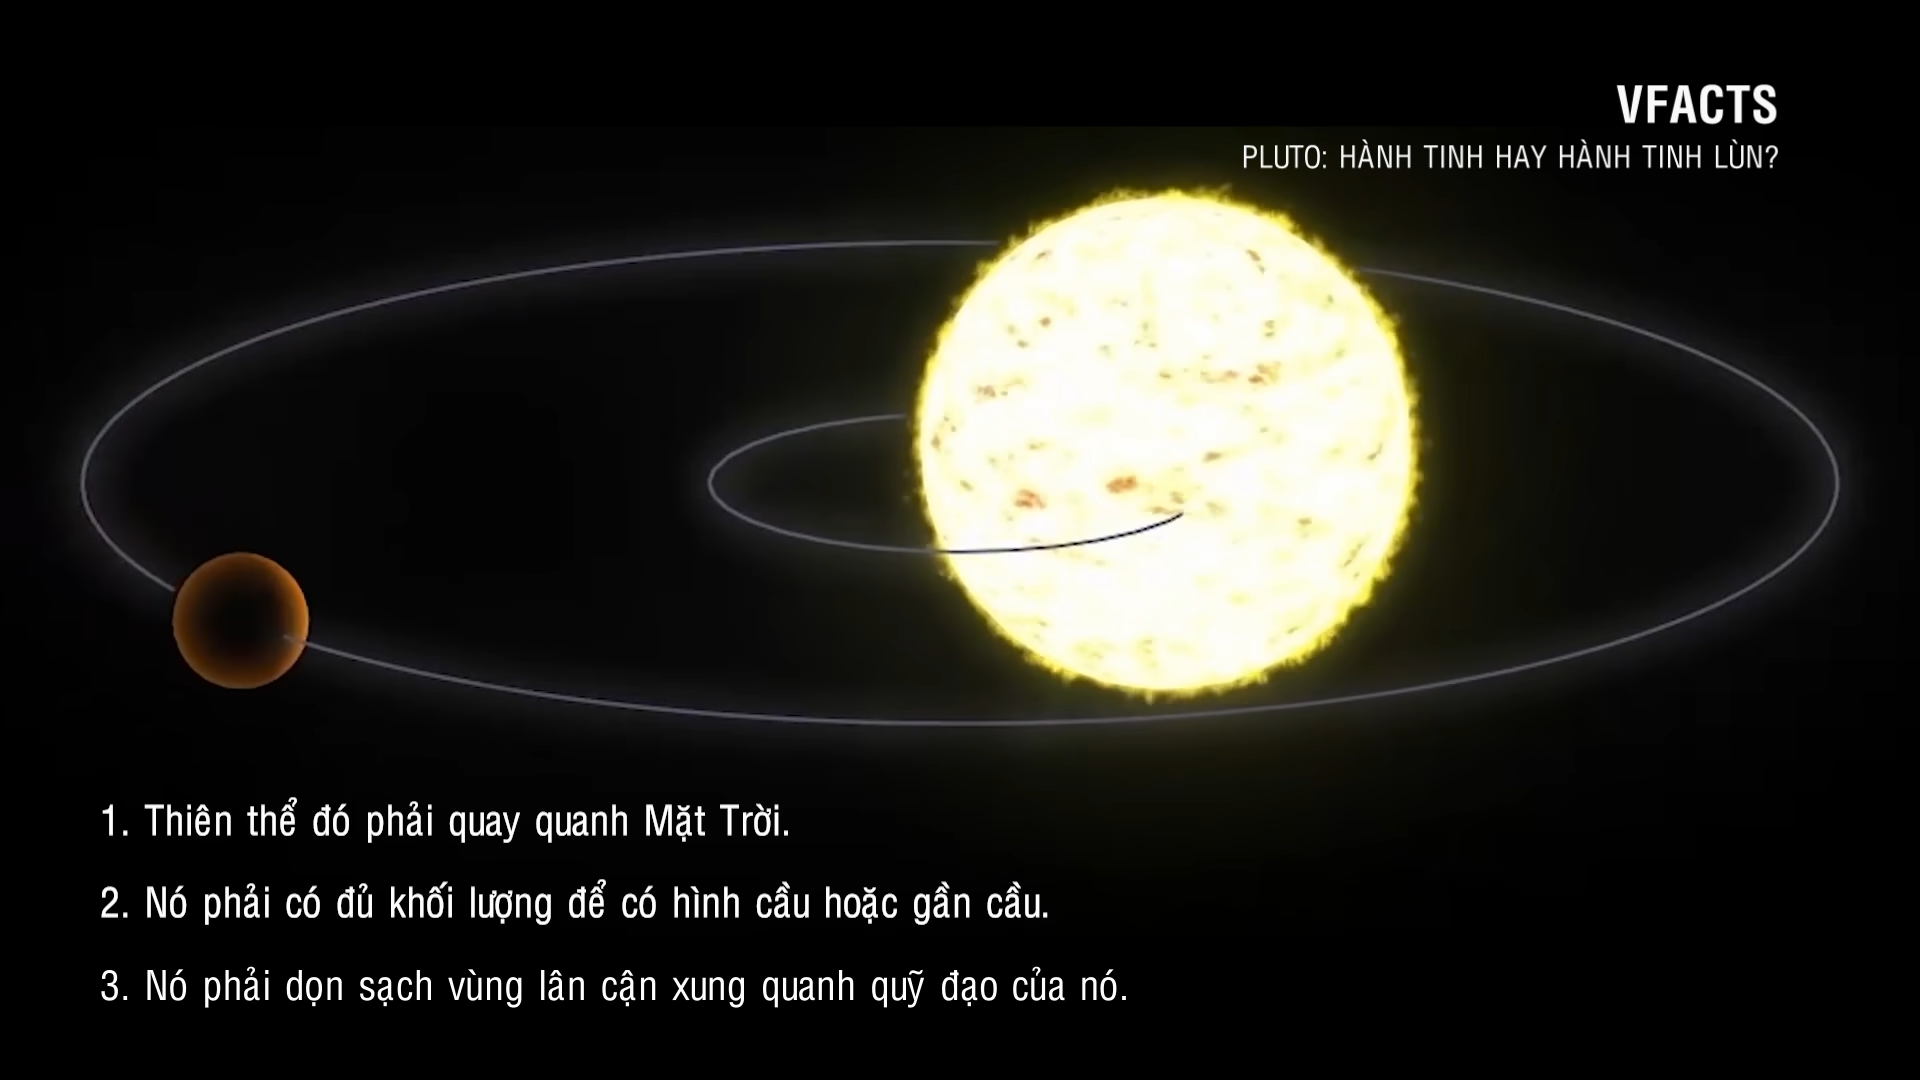 VFACTS
PLUTO: HÀNH TINH HAY HÀNH TINH LÙN?
1. Thiên thể đó phải quay quanh Mặt Trời.
2. Nó phải có đủ khối lượng để có hình cầu hoặc gần cầu.
3. Nó phải dọn sạch vùng lân cận xung quanh quỹ đạo của nó.